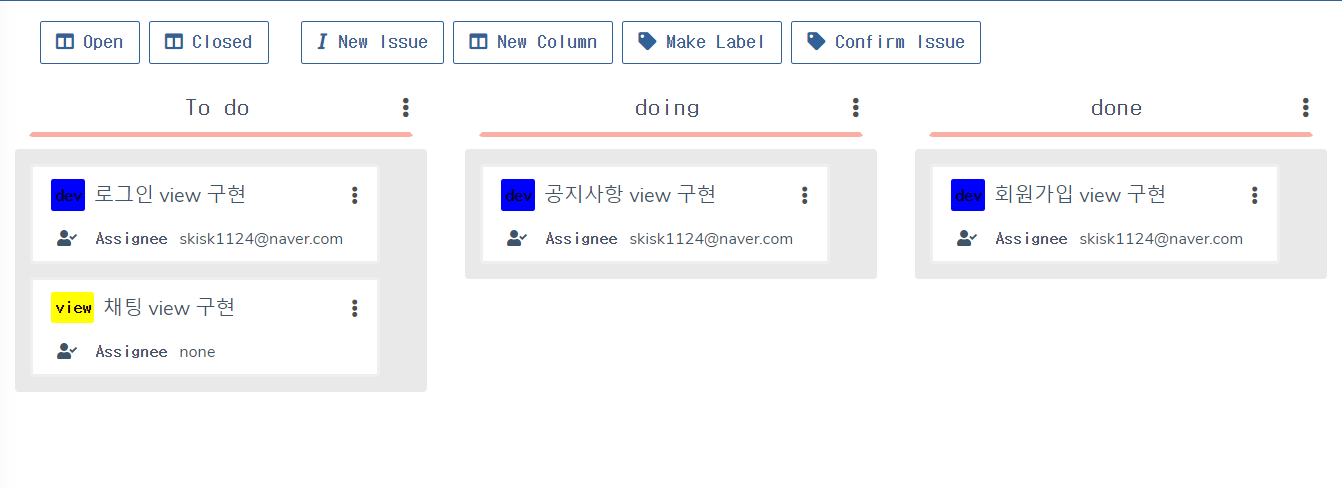 Open Closed New Issue New Column Make Label Confirm Issue
To do
dev 로그인 view 구현
Assignee skisk1124@naver.com
view 채팅 view 구현
Assignee none
doing
dev 공지사항 view 구현
Assignee skisk1124@naver.com
done
dev 회원가입 view 구현
Assignee skisk1124@naver.com